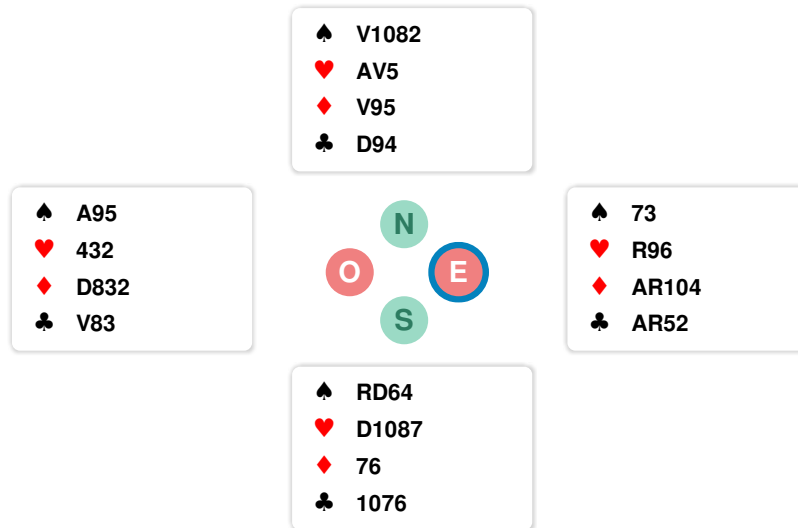 ♠ V1082
♥ AV5
♦ V95
♣ D94
♠ A95
♥ 432
♦ D832
♣ V83
N
O
E
S
♠ 73
♥ R96
♦ AR104
♣ AR52
♠ RD64
♥ D1087
♦ 76
♣ 1076